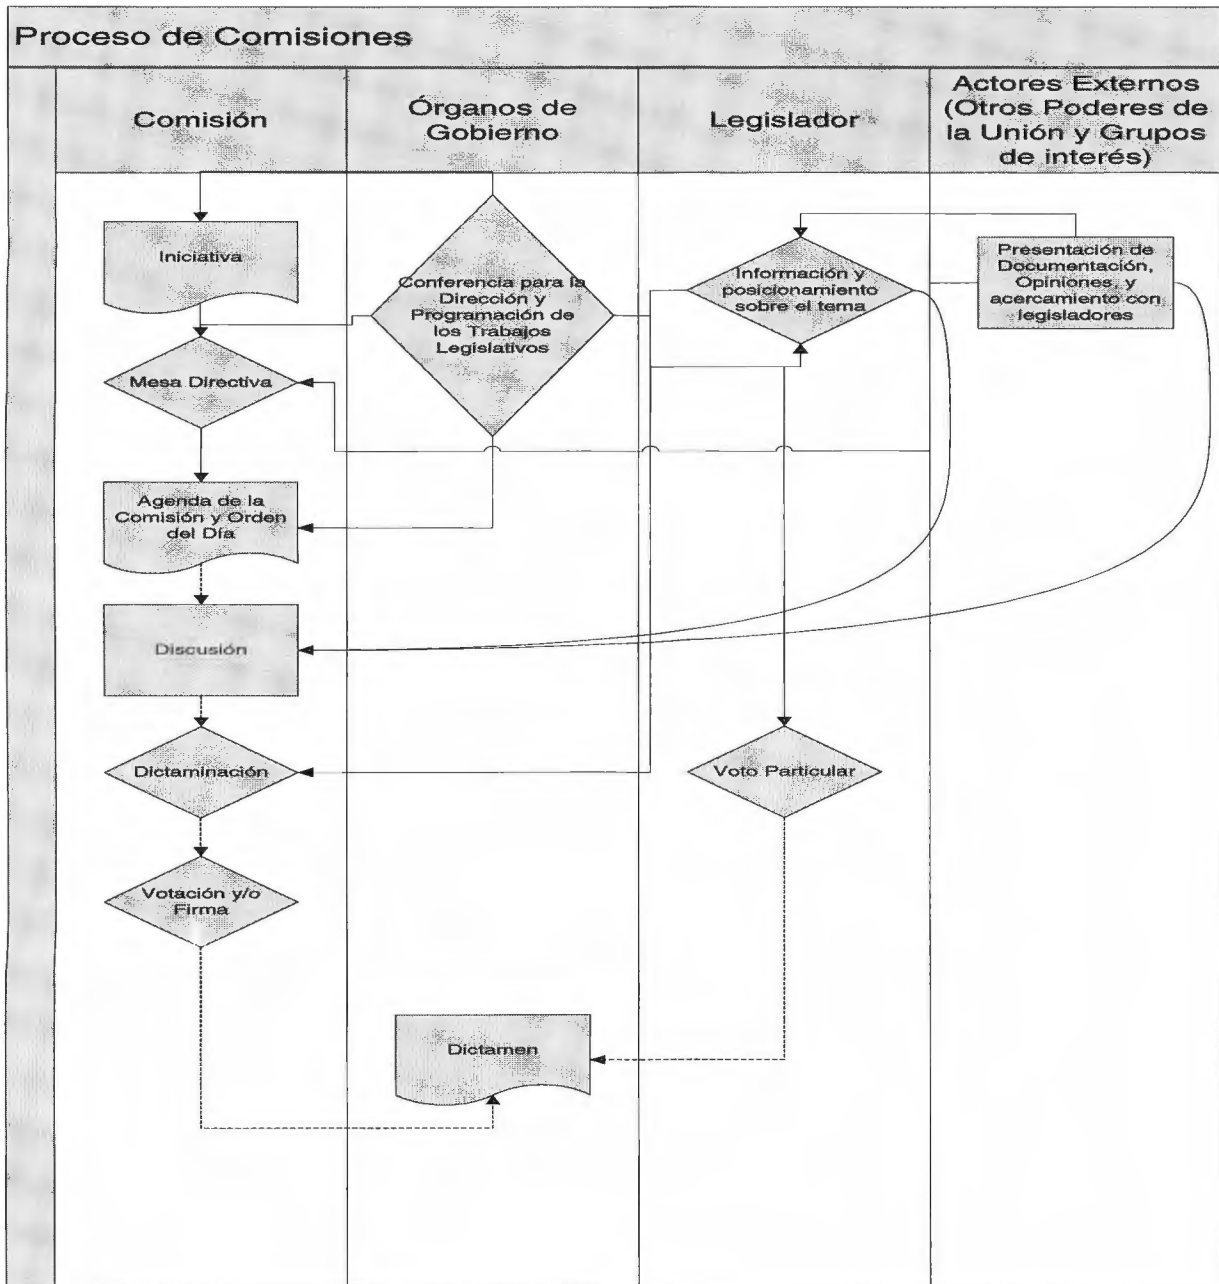 Proceso de Comisiones
Comisión
Órganos de
Gobierno
Legislador
Actores Externos
(Otros Poderes de
la Unión y Grupos
de interés)
Iniciativa
Conferencia para la
Dirección y
Programación de
los Trabajos
Legislativos
Información y
posicionamiento
sobre el tema
Presentación de
Documentación,
Opiniones, y
acercamiento con
legisladores
Mesa Directiva
Agenda de la
Comisión y Orden
del Día
Discusión
Dictaminación
Voto Particular
Votación y/o
Firma
Dictamen